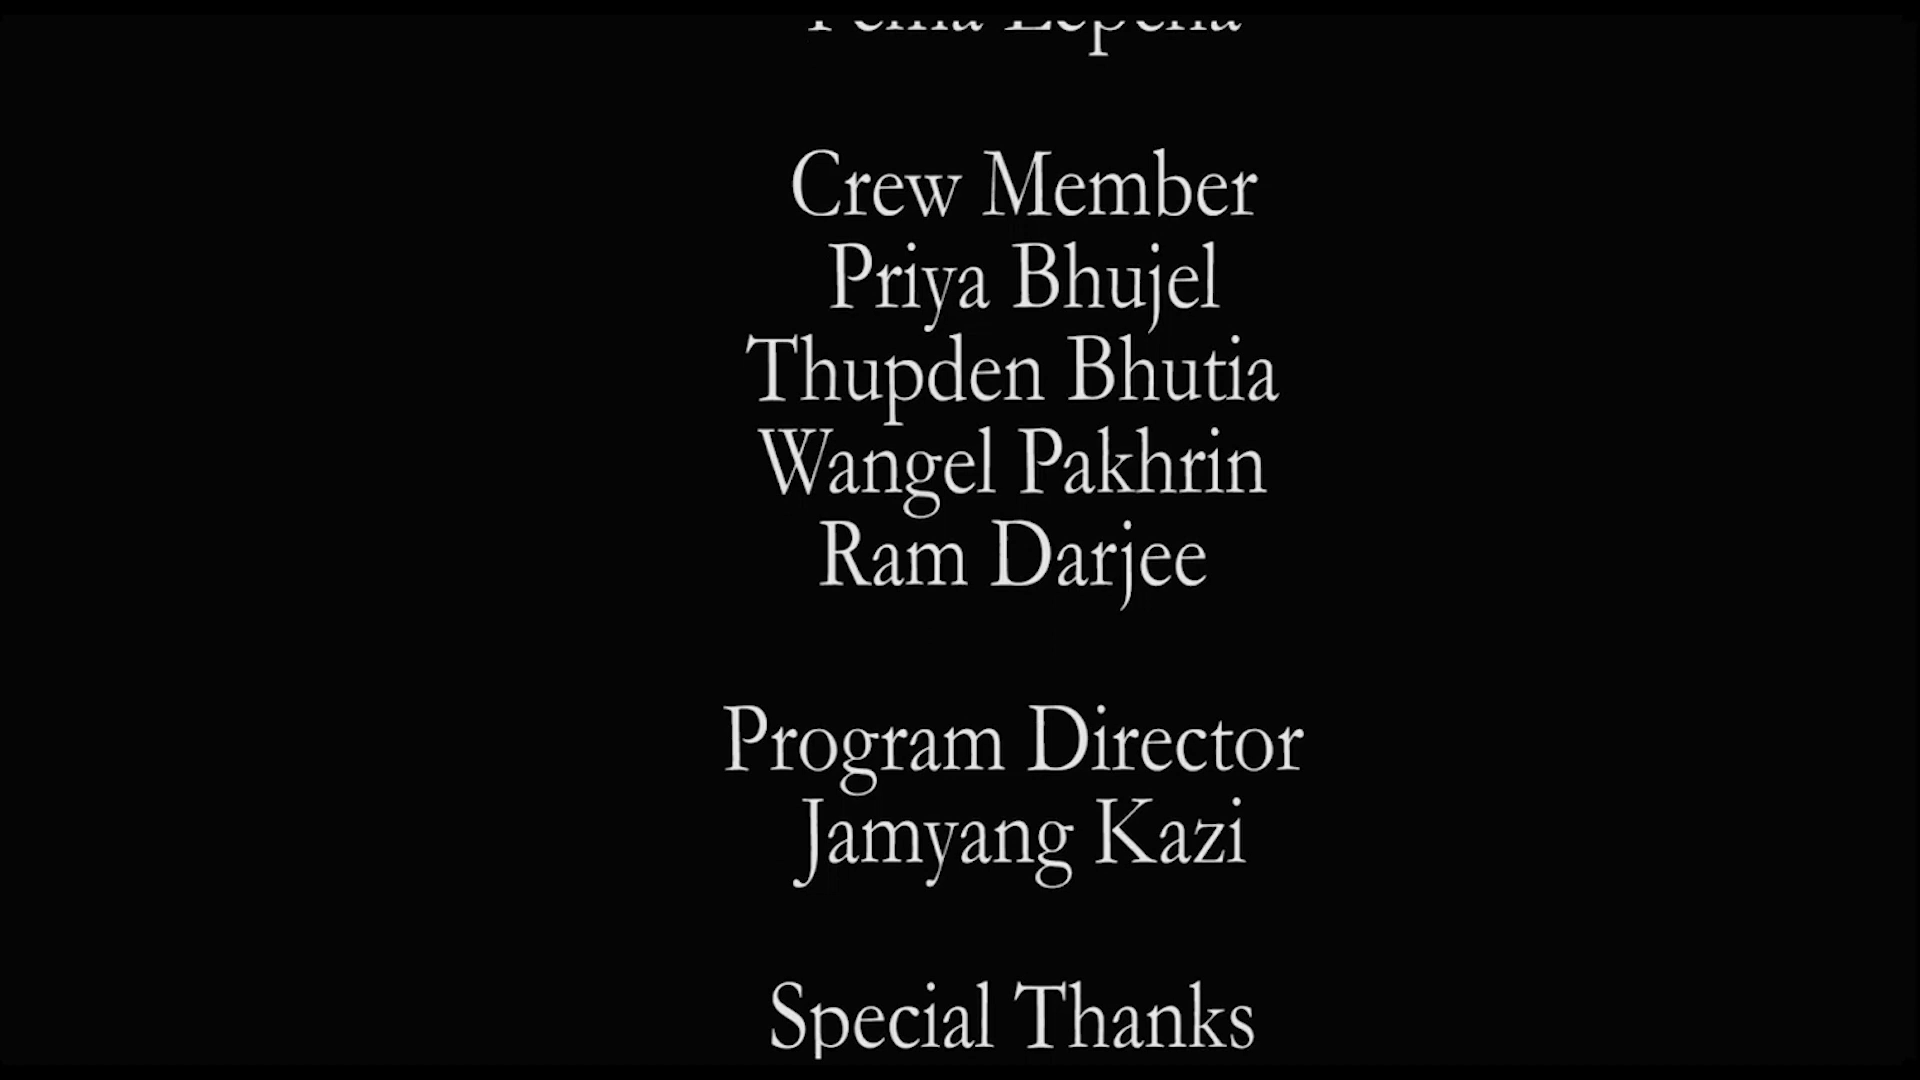 Crew Member
Priya Bhujel
Thupden Bhutia
Wangel Pakhrin
Ram Darjee
Program Director
Jamyang Kazi
Special Thanks